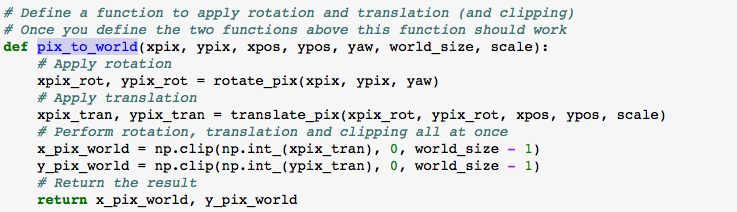 # Define a function to apply rotation and translation (and clipping)
# Once you define the two functions above this function should work
def pix_to_world(xpix, ypix, xpos, ypos, yaw, world_size, scale):
    # Apply rotation
    xpix_rot, ypix_rot = rotate_pix(xpix, ypix, yaw)
    # Apply translation
    xpix_tran, ypix_tran = translate_pix(xpix_rot, ypix_rot, xpos, ypos, scale)
    # Perform rotation, translation and clipping all at once
    x_pix_world = np.clip(np.int_(xpix_tran), 0, world_size - 1)
    y_pix_world = np.clip(np.int_(ypix_tran), 0, world_size - 1)
    # Return the result
    return x_pix_world, y_pix_world